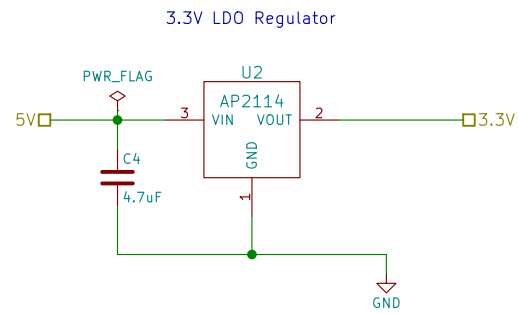 3.3V LDO Regulator
PWR_FLAG
U2
AP2114
5V
3
VIN
VOUT
2
3.3V
GND
1
C4
4.7uF
GND